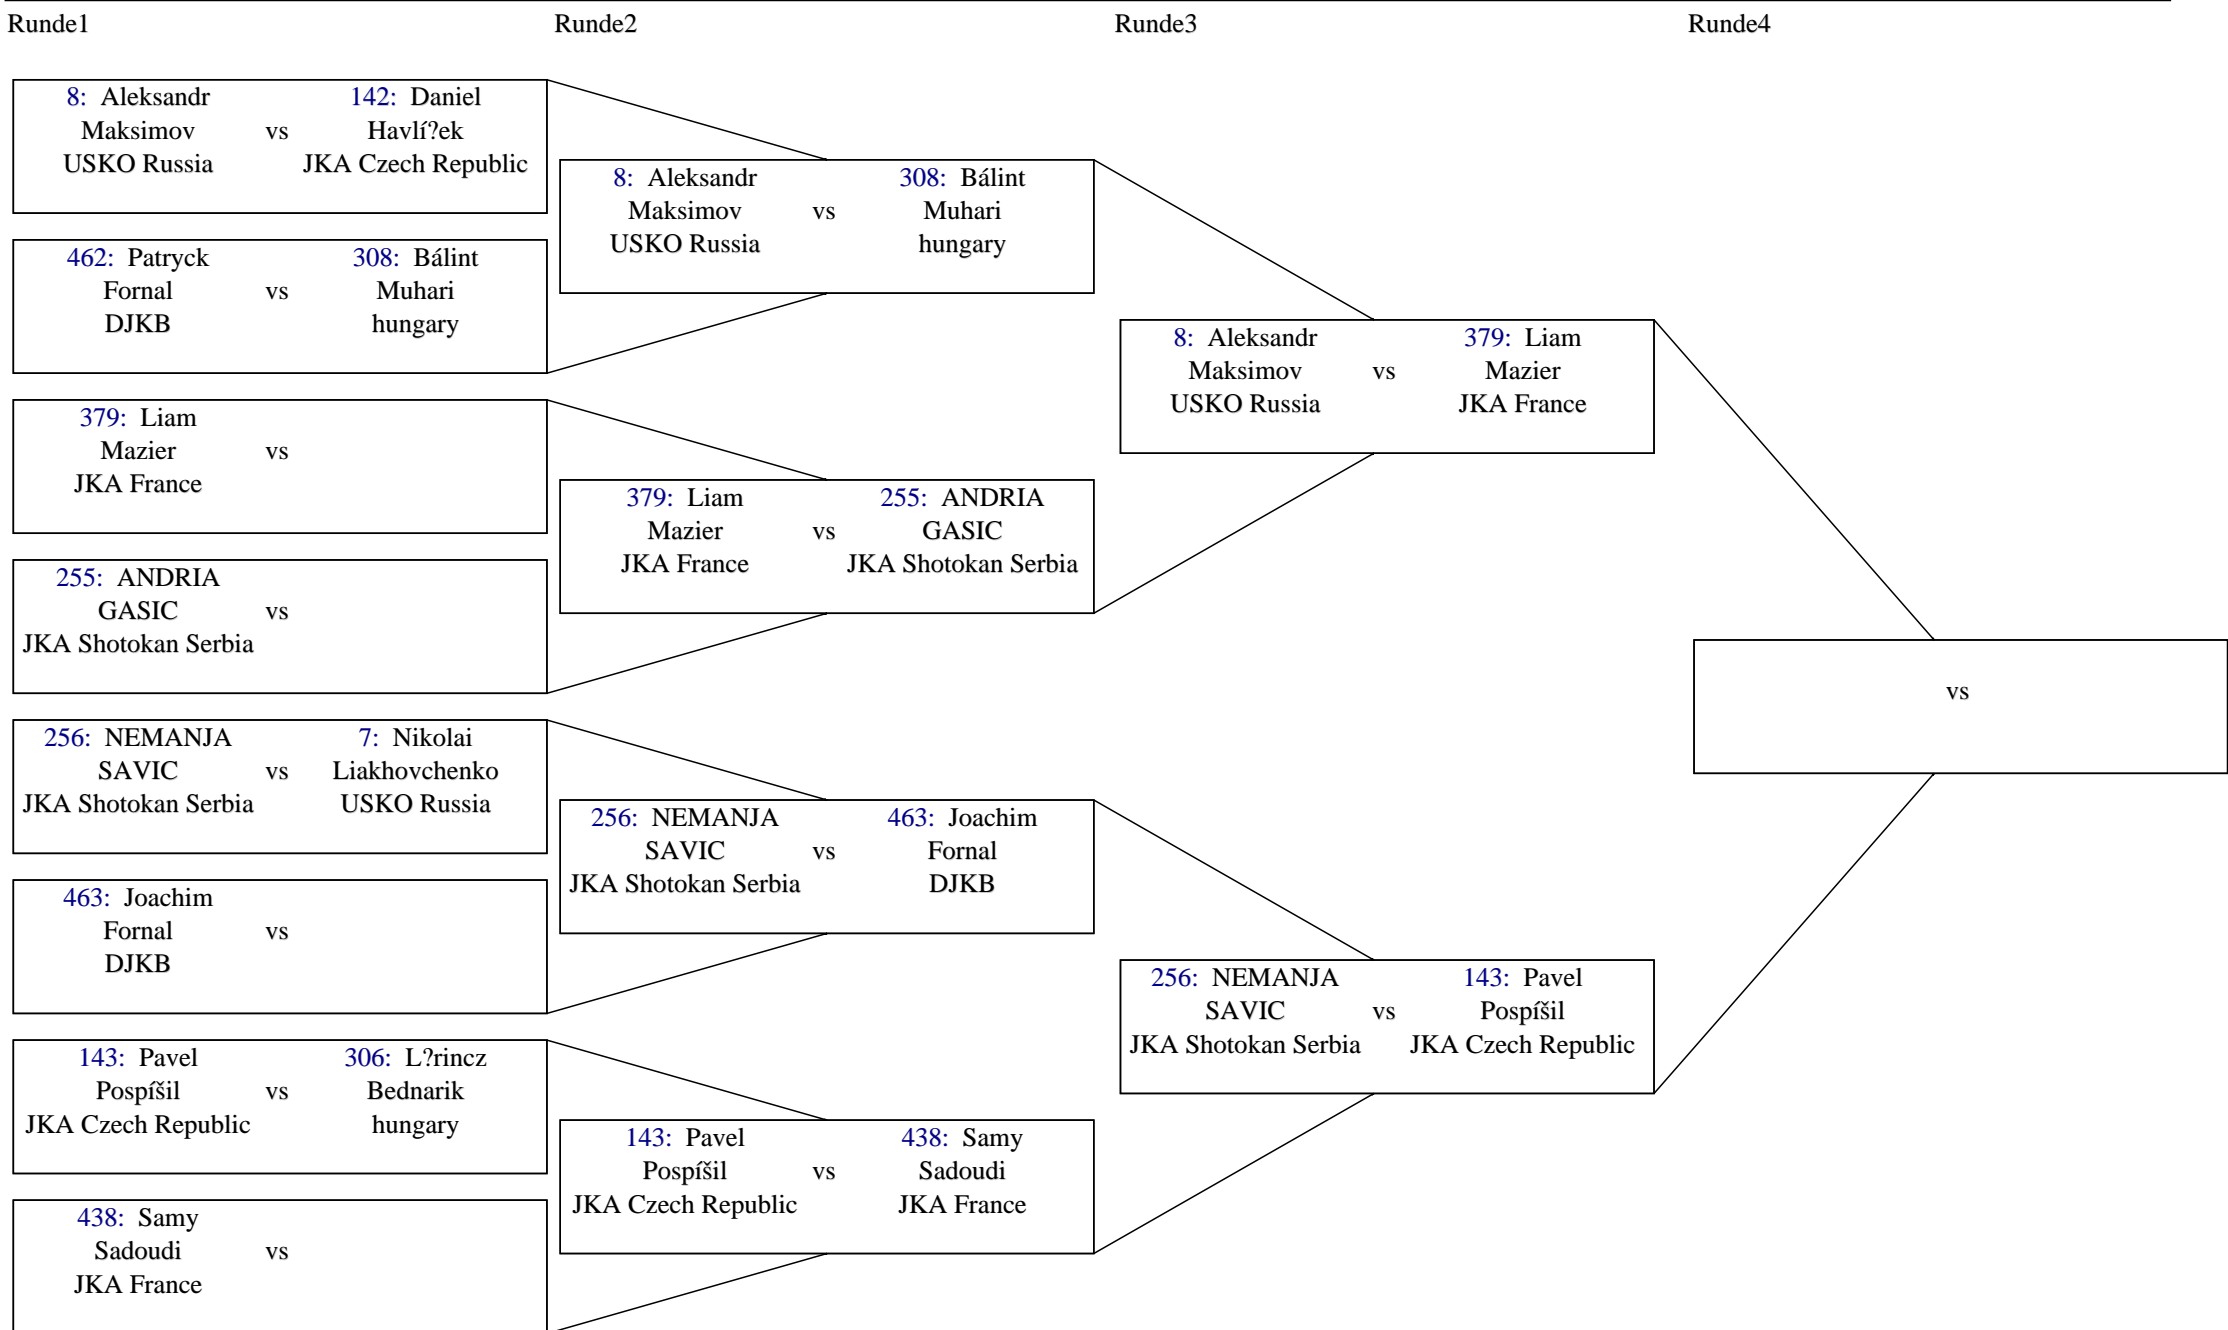 Runde1 Runde2 Runde3 Runde4
8: Aleksandr 142: Daniel
Maksimov vs Havlí?ek
USKO Russia JKA Czech Republic
462: Patryck 308: Bálint
Fornal vs Muhari
DJKB hungary
379: Liam
Mazier vs
JKA France
255: ANDRIA
GASIC vs
JKA Shotokan Serbia
256: NEMANJA 7: Nikolai
SAVIC vs Liakhovchenko
JKA Shotokan Serbia USKO Russia
463: Joachim
Fornal vs
DJKB
143: Pavel 306: L?rincz
Pospíšil vs Bednarik
JKA Czech Republic hungary
438: Samy
Sadoudi vs
JKA France
8: Aleksandr 308: Bálint
Maksimov vs Muhari
USKO Russia hungary
379: Liam 255: ANDRIA
Mazier vs GASIC
JKA France JKA Shotokan Serbia
256: NEMANJA 463: Joachim
SAVIC vs Fornal
JKA Shotokan Serbia DJKB
143: Pavel 438: Samy
Pospíšil vs Sadoudi
JKA Czech Republic JKA France
8: Aleksandr 379: Liam
Maksimov vs Mazier
USKO Russia JKA France
256: NEMANJA 143: Pavel
SAVIC vs Pospíšil
JKA Shotokan Serbia JKA Czech Republic
vs